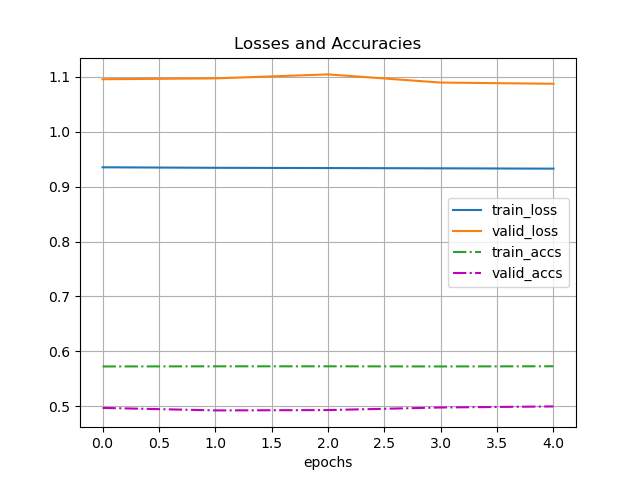 Losses and Accuracies
1.1
1.0
0.9
0.8
0.7
0.6
0.5
train_loss
valid_loss
train_accs
valid_accs
0.0 0.5 1.0 1.5 2.0 2.5 3.0 3.5 4.0
epochs